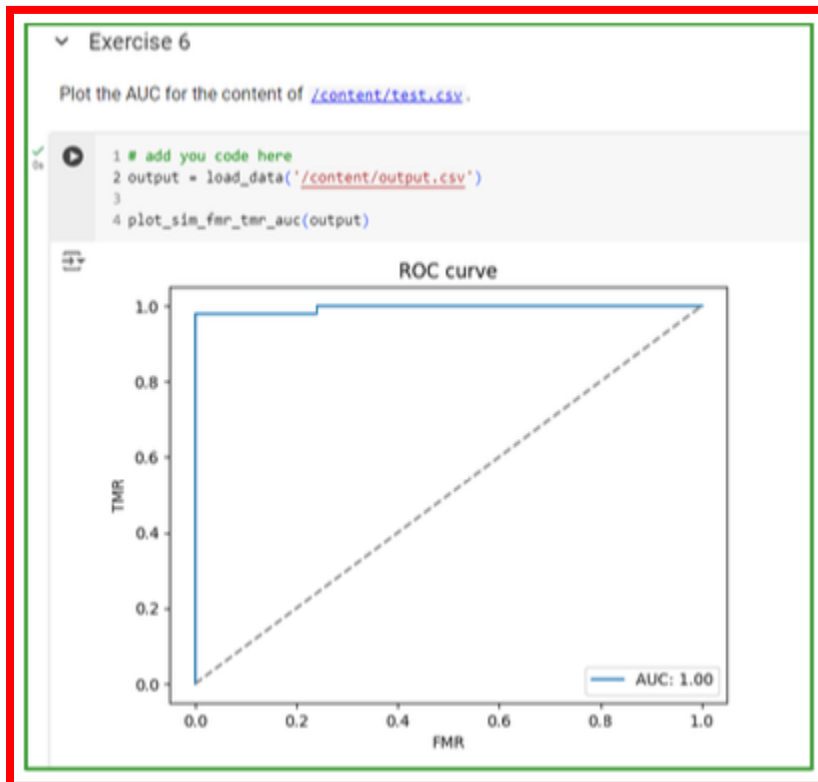 Exercise 6
Plot the AUC for the content of /content/test.csv.
0s
1 # add you code here
2 output = load_data('/content/output.csv')
3
4 plot_sim_fmr_tmr_auc(output)
ROC curve
1.0
0.8
0.6
0.4
0.2
0.0
TMR
AUC: 1.00
0.0 0.2 0.4 0.6 0.8 1.0
FMR